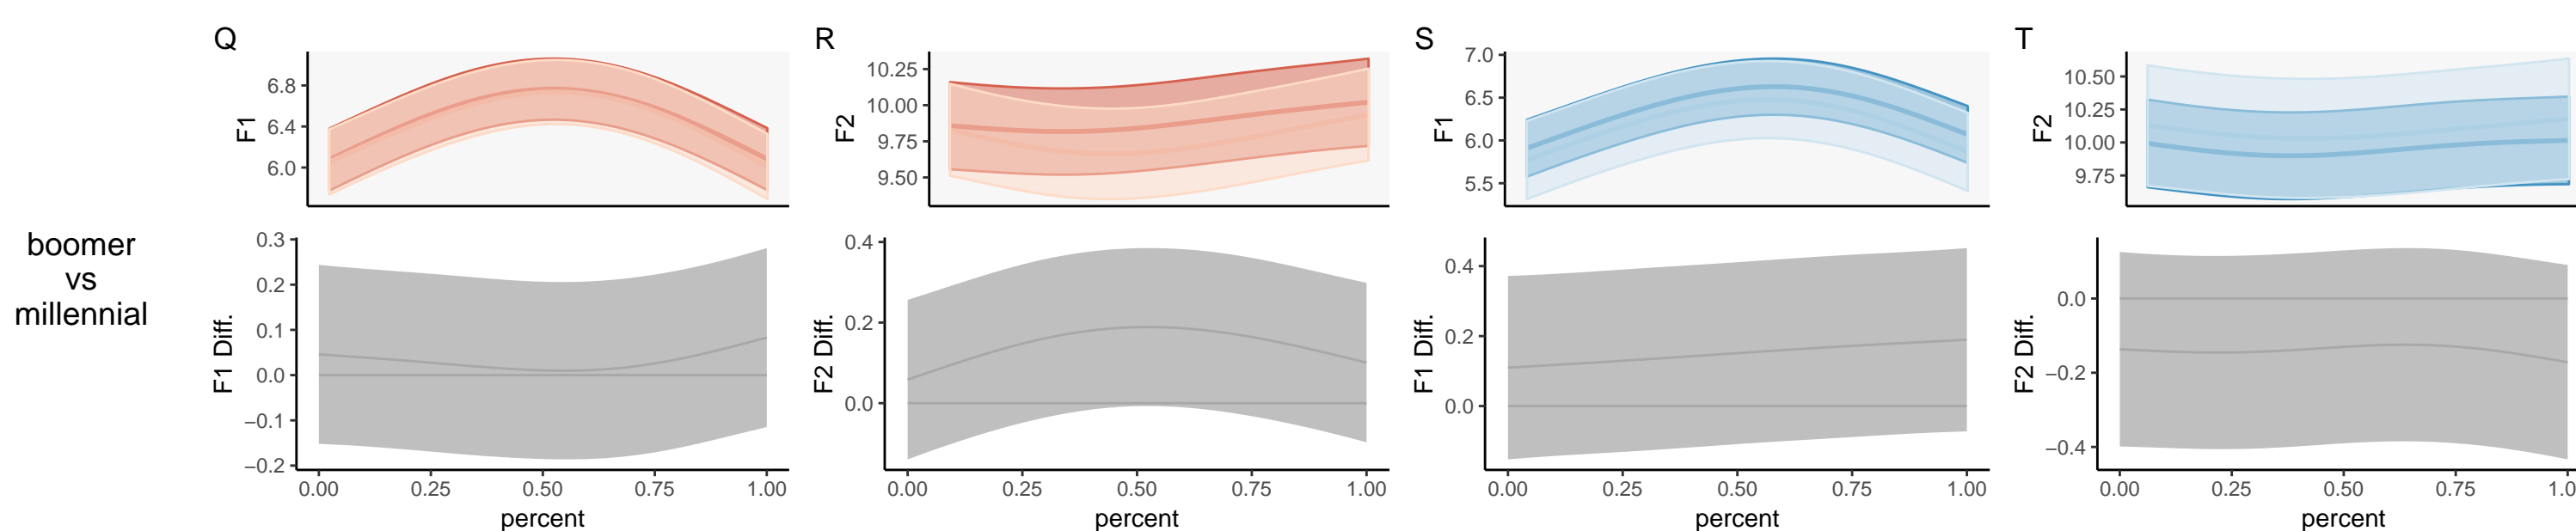 boomer
vs
millennial
Q
F1
6.8
6.4
6.0
F1 Diff.
0.3
0.2
0.1
0.0
−0.1
−0.2
0.00 0.25 0.50 0.75 1.00
percent
R
F2
10.25
10.00
9.75
9.50
F2 Diff.
0.4
0.2
0.0
0.00 0.25 0.50 0.75 1.00
percent
S
F1
7.0
6.5
6.0
5.5
F1 Diff.
0.4
0.2
0.0
0.00 0.25 0.50 0.75 1.00
percent
T
F2
10.50
10.25
10.00
9.75
F2 Diff.
0.0
−0.2
−0.4
0.00 0.25 0.50 0.75 1.0
percent